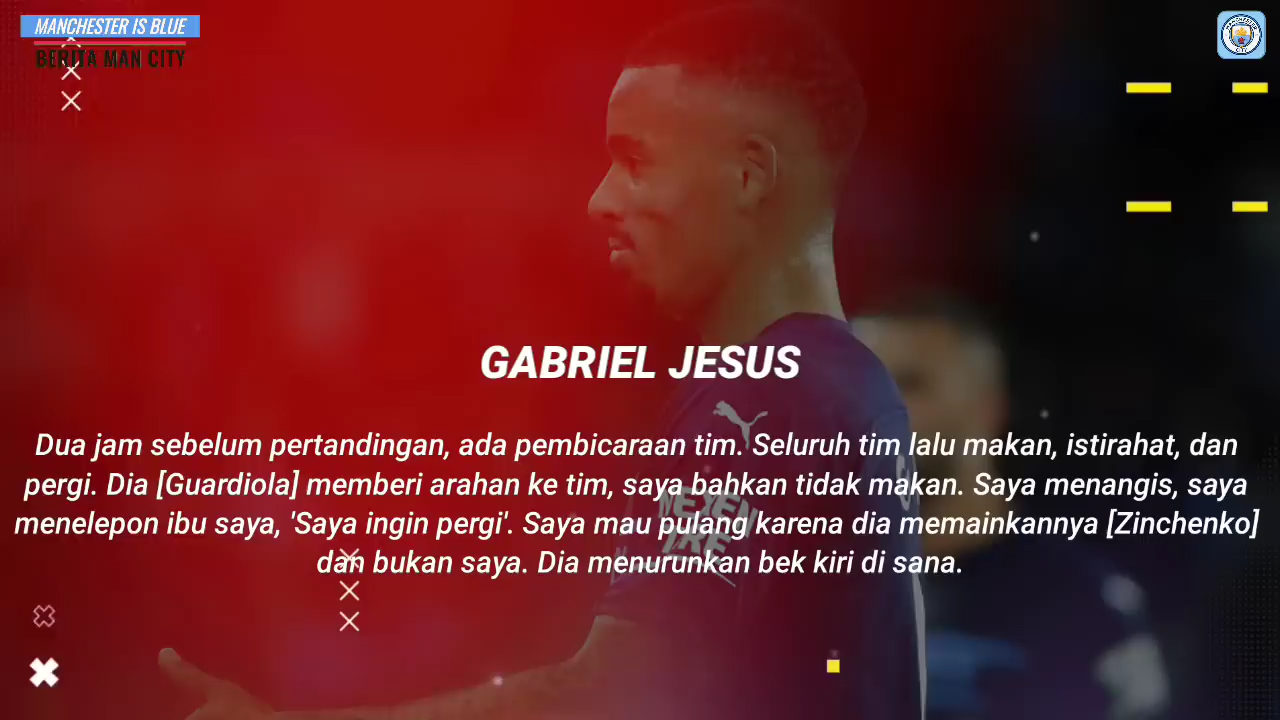 MANCHESTER IS BLUE
BERITA MAN CITY
GABRIEL JESUS
Dua jam sebelum pertandingan, ada pembicaraan tim. Seluruh tim lalu makan, istirahat, dan
pergi. Dia [Guardiola] memberi arahan ke tim, saya bahkan tidak makan. Saya menangis, saya
menelepon ibu saya, 'Saya ingin pergi'. Saya mau pulang karena dia memainkannya [Zinchenko]
dan bukan saya. Dia menurunkan bek kiri di sana.